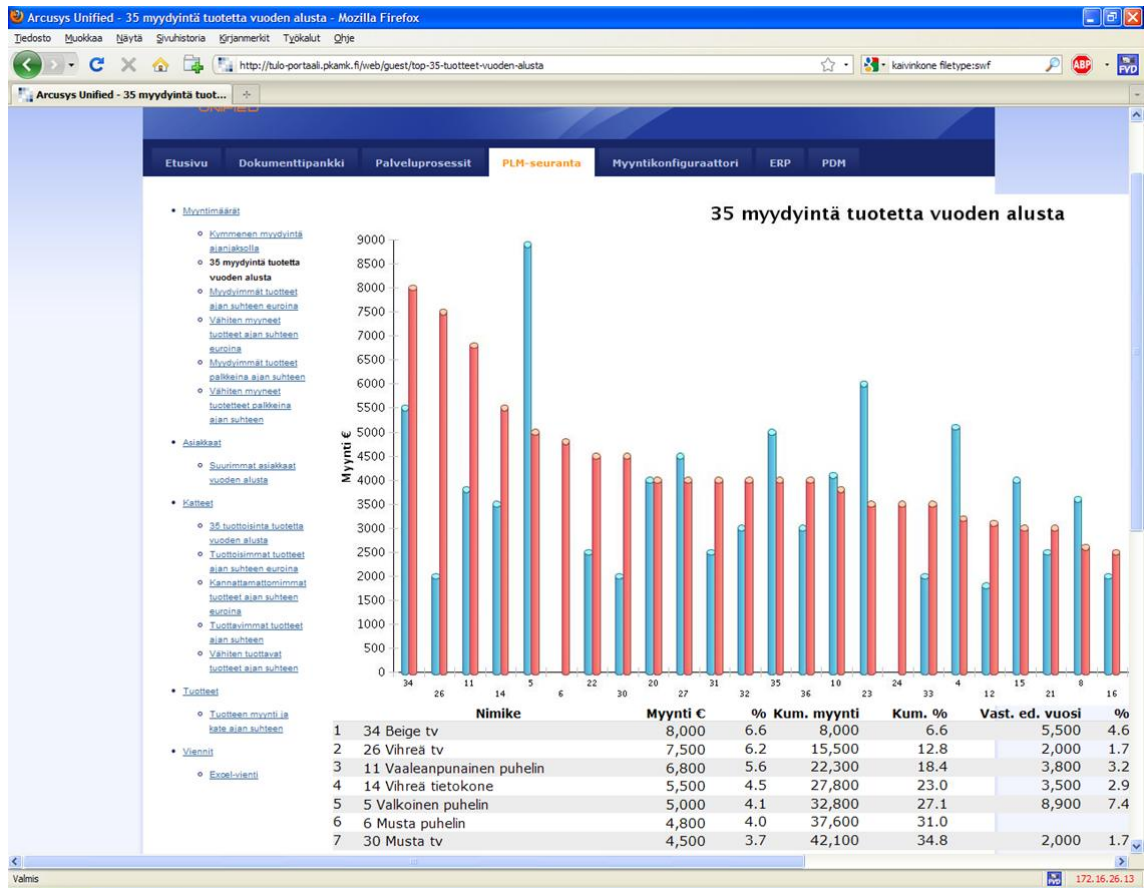 Arcusys Unified - 35 myydyintä tuotetta vuoden alusta - Mozilla Firefox
Tiedosto Muokkaa Näytä Sivuhistoria Kirjanmerkit Työkalut Ohje
http://tulo-portaali.pkamk.fi/web/guest/top-35-tuotteet-vuoden-alusta
kaivinkone filetype:swf
ABP
FVD
Arcusys Unified - 35 myydyintä tuot...
UNIFIED
Etusivu Dokumenttipankki Palveluprosessit PLM-seuranta Myyntikonfiguraattori ERP PDM
Myyntimäärät
Kymmenen myydyintä
ajanjaksolla
35 myydyintä tuotetta
vuoden alusta
Myydyimmät tuotteet
ajan suhteen euroina
Vähiten myyneet
tuotteet ajan suhteen
euroina
Myydyimmät tuotteet
palkkeina ajan suhteen
Vähiten myyneet
tuotetteet palkkeina
ajan suhteen
Asiakkaat
Suurimmat asiakkaat
vuoden alusta
Katteet
35 tuottoisinta tuotetta
vuoden alusta
Tuottoisimmat tuotteet
ajan suhteen euroina
Kannattamattomimmat
tuotteet ajan suhteen
euroina
Tuottavimmat tuotteet
ajan suhteen
Vähiten tuottavat
tuotteet ajan suhteen
Tuotteet
Tuotteen myynti ja
kate ajan suhteen
Viennit
Excel-vienti
35 myydyintä tuotetta vuoden alusta
Myynti €
9000
8500
8000
7500
7000
6500
6000
5500
5000
4500
4000
3500
3000
2500
2000
1500
1000
500
0
34 26 11 14 5 6 22 30 20 27 31 32 35 36 10 23 24 33 4 12 15 21 8 16
Nimike Myynti € % Kum. myynti Kum. % Vast. ed. vuosi %
1 34 Beige tv 8,000 6.6 8,000 6.6 5,500 4.6
2 26 Vihreä tv 7,500 6.2 15,500 12.8 2,000 1.7
3 11 Vaaleanpunainen puhelin 6,800 5.6 22,300 18.4 3,800 3.2
4 14 Vihreä tietokone 5,500 4.5 27,800 23.0 3,500 2.9
5 5 Valkoinen puhelin 5,000 4.1 32,800 27.1 8,900 7.4
6 6 Musta puhelin 4,800 4.0 37,600 31.0
7 30 Musta tv 4,500 3.7 42,100 34.8 2,000 1.7
Valmis
FVD
172.16.26.13